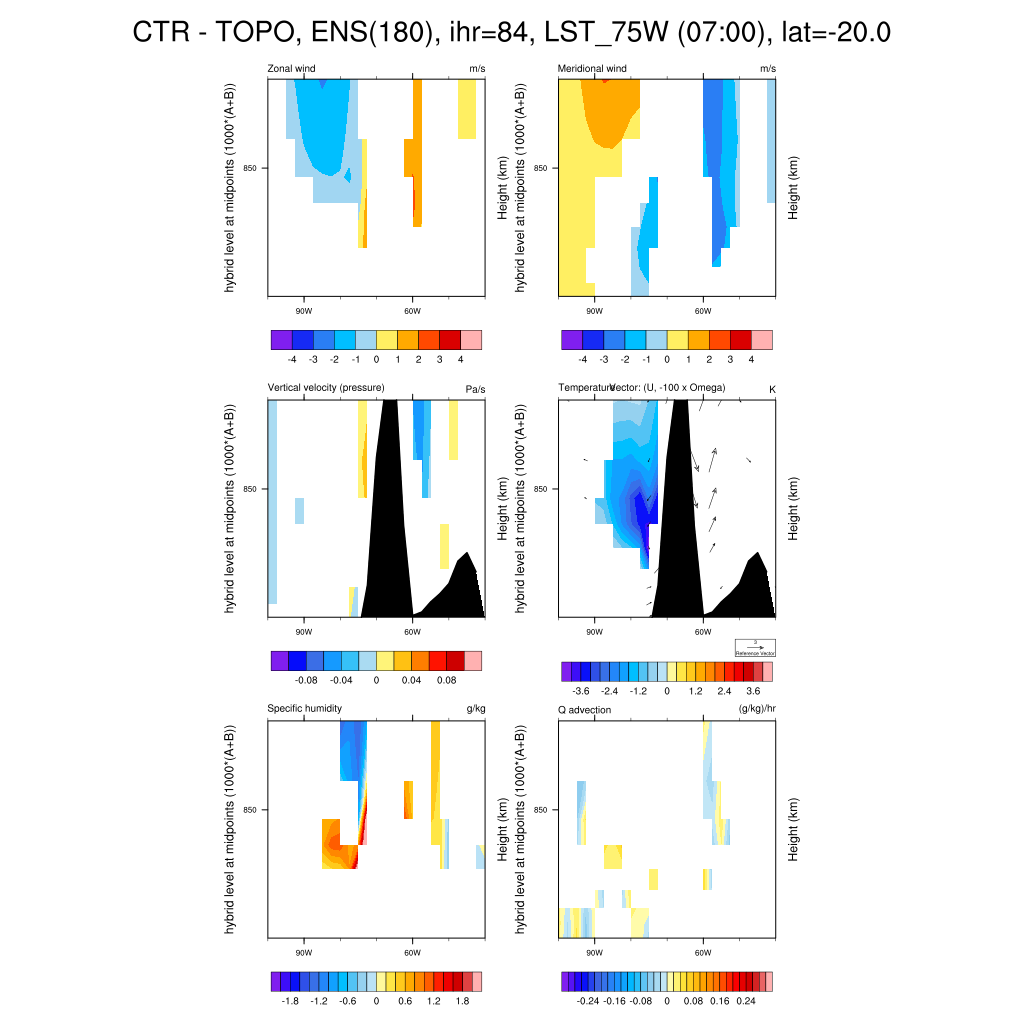 CTR - TOPO, ENS(180), ihr=84, LST_75W (07:00), lat=-20.0
Zonal wind m/s
hybrid level at midpoints (1000*(A+B))
850
Height (km)
90W 60W
-4 -3 -2 -1 0 1 2 3 4
Meridional wind m/s
hybrid level at midpoints (1000*(A+B))
850
Height (km)
90W 60W
-4 -3 -2 -1 0 1 2 3 4
Vertical velocity (pressure) Pa/s
hybrid level at midpoints (1000*(A+B))
850
Height (km)
90W 60W
-0.08 -0.04 0 0.04 0.08
Temperature Vector: (U, -100 x Omega) K
hybrid level at midpoints (1000*(A+B))
850
Height (km)
90W 60W
3
Reference Vector
-3.6 -2.4 -1.2 0 1.2 2.4 3.6
Specific humidity g/kg
hybrid level at midpoints (1000*(A+B))
850
Height (km)
90W 60W
-1.8 -1.2 -0.6 0 0.6 1.2 1.8
Q advection (g/kg)/hr
hybrid level at midpoints (1000*(A+B))
850
Height (km)
90W 60W
-0.24 -0.16 -0.08 0 0.08 0.16 0.24